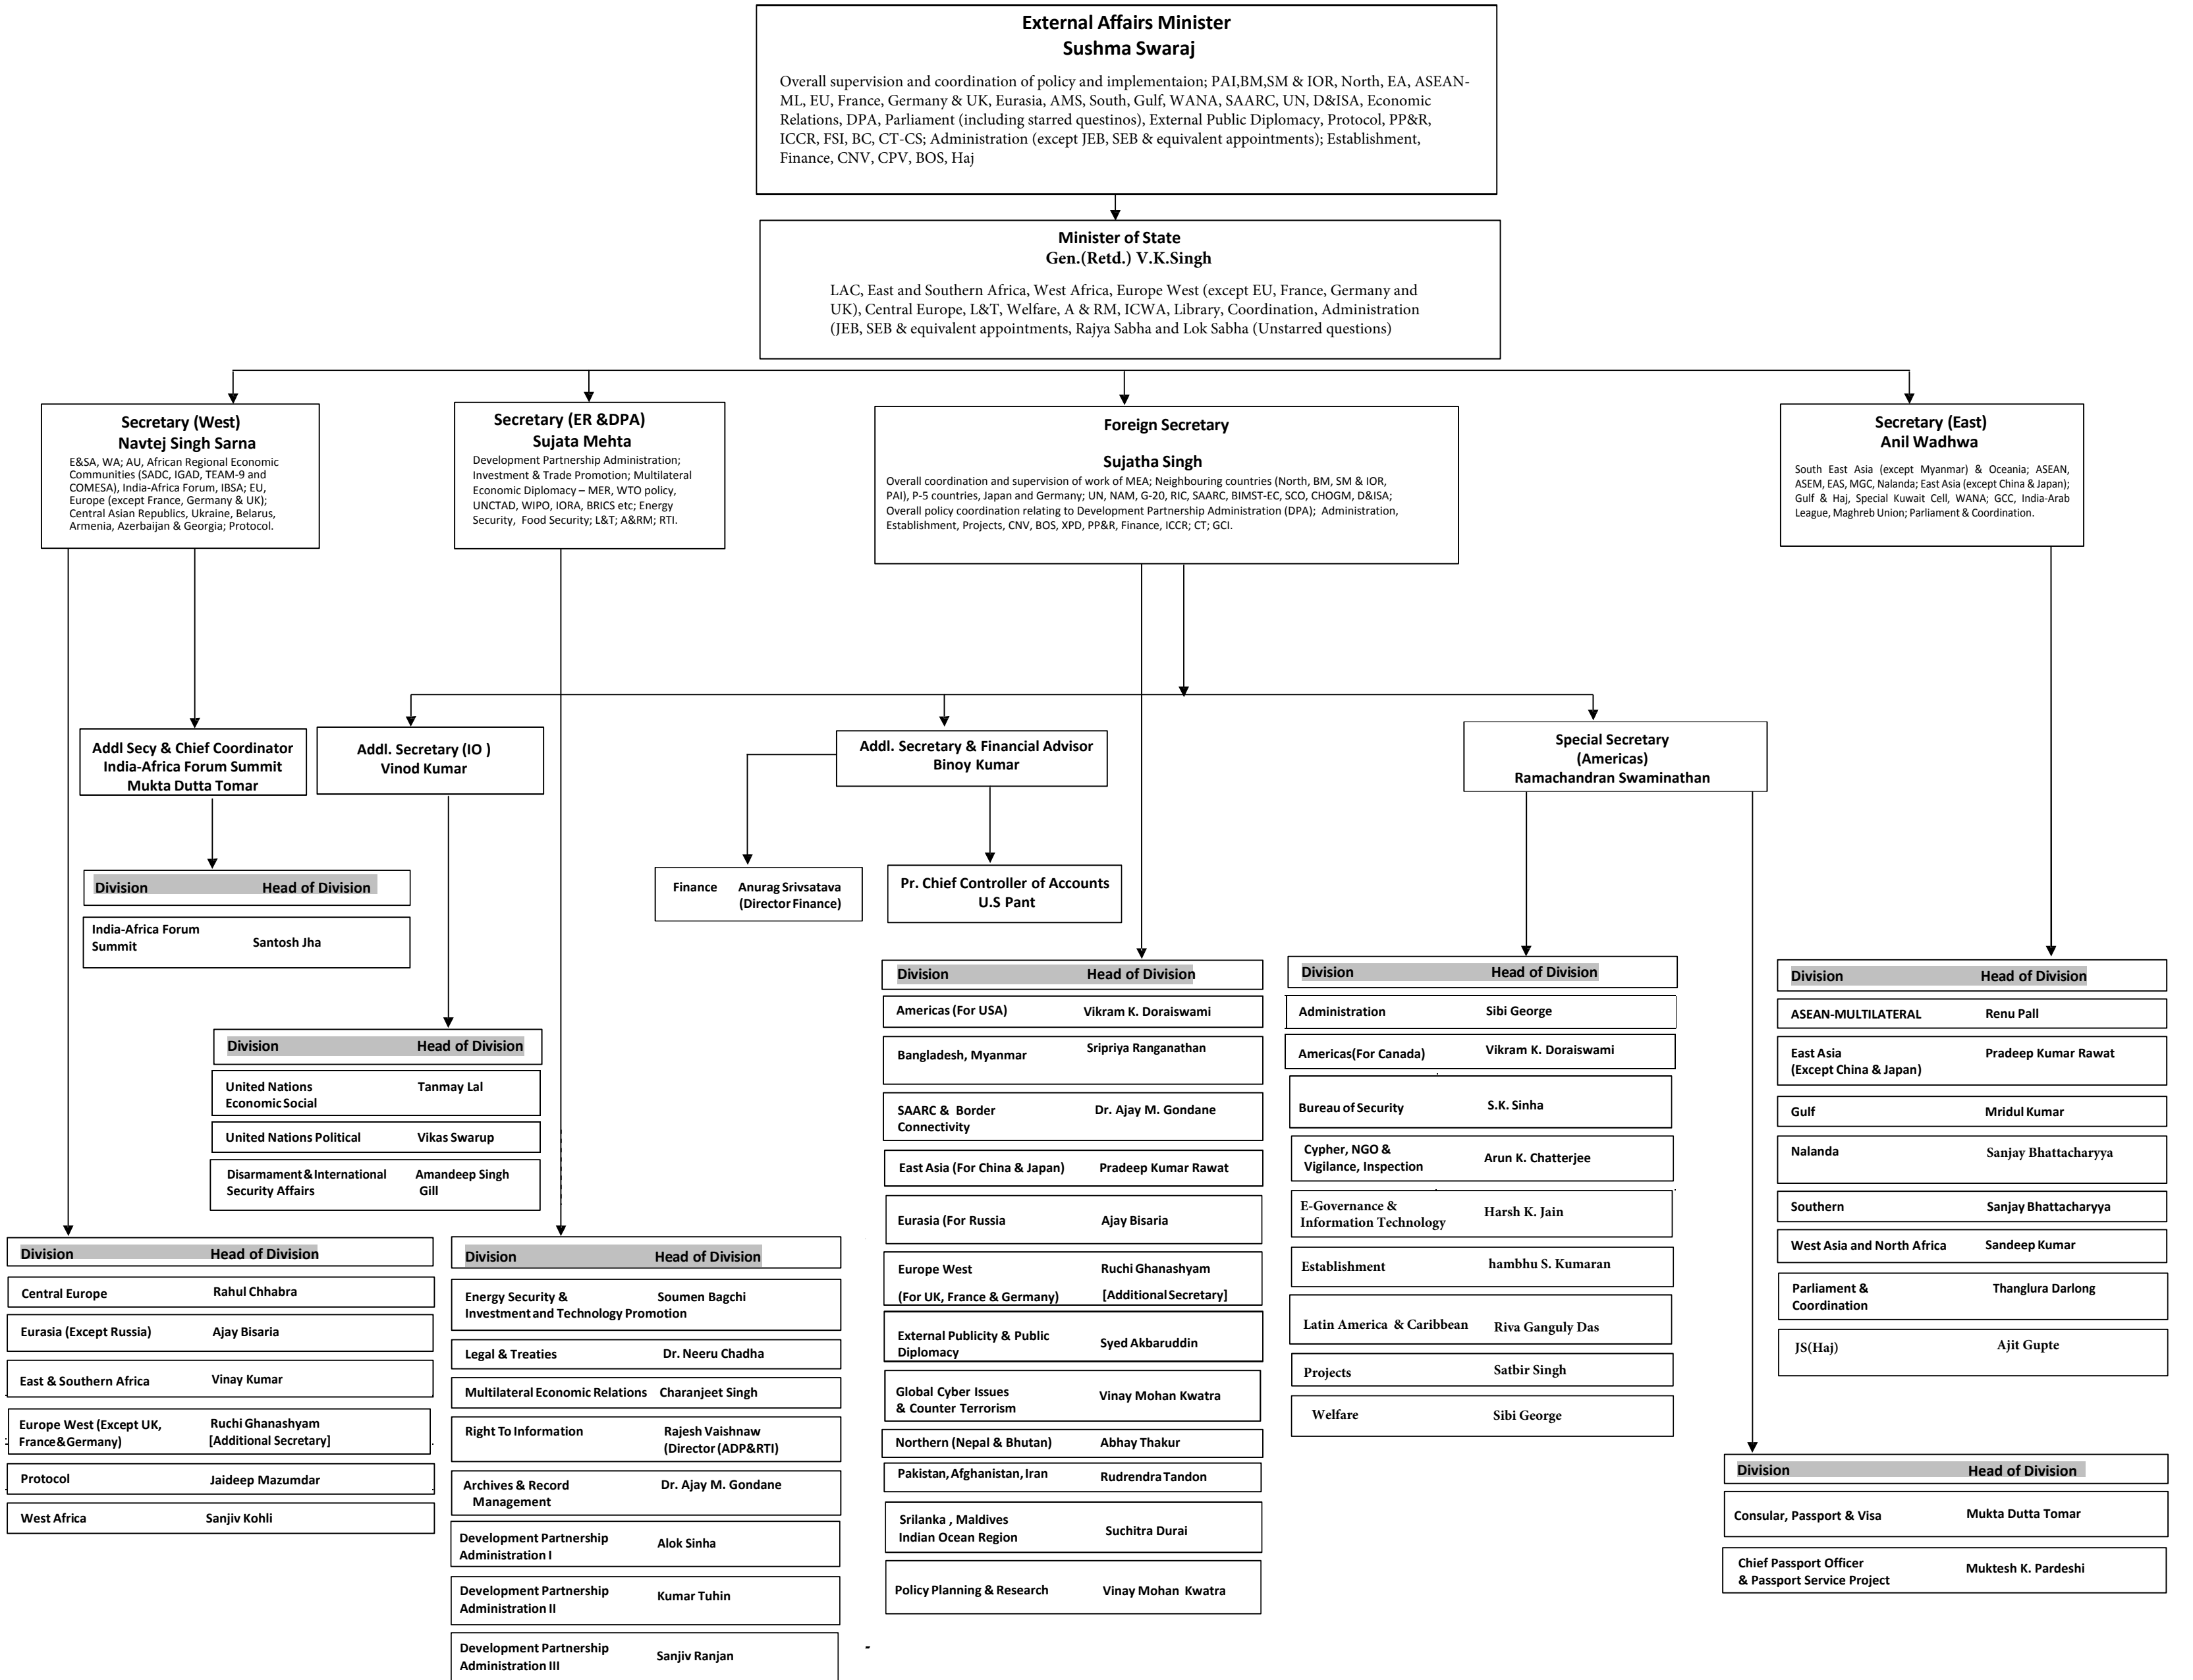 External Affairs Minister
Sushma Swaraj
Overall supervision and coordination of policy and implementaion; PAI,BM,SM & IOR, North, EA, ASEAN-
ML, EU, France, Germany & UK, Eurasia, AMS, South, Gulf, WANA, SAARC, UN, D&ISA, Economic
Relations, DPA, Parliament (including starred questinos), External Public Diplomacy, Protocol, PP&R,
ICCR, FSI, BC, CT-CS; Administration (except JEB, SEB & equivalent appointments); Establishment,
Finance, CNV, CPV, BOS, Haj
Minister of State
Gen.(Retd.) V.K.Singh
LAC, East and Southern Africa, West Africa, Europe West (except EU, France, Germany and
UK), Central Europe, L&T, Welfare, A & RM, ICWA, Library, Coordination, Administration
(JEB, SEB & equivalent appointments, Rajya Sabha and Lok Sabha (Unstarred questions)
Secretary (West)
Navtej Singh Sarna
E&SA, WA; AU, African Regional Economic
Communities (SADC, IGAD, TEAM-9 and
COMESA), India-Africa Forum, IBSA; EU,
Europe (except France, Germany & UK);
Central Asian Republics, Ukraine, Belarus,
Armenia, Azerbaijan & Georgia; Protocol.
Secretary (ER &DPA)
Sujata Mehta
Development Partnership Administration;
Investment & Trade Promotion; Multilateral
Economic Diplomacy – MER, WTO policy,
UNCTAD, WIPO, IORA, BRICS etc; Energy
Security, Food Security; L&T; A&RM; RTI.
Foreign Secretary
Sujatha Singh
Overall coordination and supervision of work of MEA; Neighbouring countries (North, BM, SM & IOR,
PAI), P-5 countries, Japan and Germany; UN, NAM, G-20, RIC, SAARC, BIMST-EC, SCO, CHOGM, D&ISA;
Overall policy coordination relating to Development Partnership Administration (DPA); Administration,
Establishment, Projects, CNV, BOS, XPD, PP&R, Finance, ICCR; CT; GCI.
Secretary (East)
Anil Wadhwa
South East Asia (except Myanmar) & Oceania; ASEAN,
ASEM, EAS, MGC, Nalanda; East Asia (except China & Japan);
Gulf & Haj, Special Kuwait Cell, WANA; GCC, India-Arab
League, Maghreb Union; Parliament & Coordination.
Addl Secy & Chief Coordinator
India-Africa Forum Summit
Mukta Dutta Tomar
Addl. Secretary (IO )
Vinod Kumar
Addl. Secretary & Financial Advisor
Binoy Kumar
Special Secretary
(Americas)
Ramachandran Swaminathan
Division Head of Division
India-Africa Forum
Summit Santosh Jha
Finance Anurag Srivsatava
(Director Finance)
Pr. Chief Controller of Accounts
U.S Pant
Division Head of Division
United Nations Tanmay Lal
Economic Social
United Nations Political Vikas Swarup
Disarmament & International Amandeep Singh
Security Affairs Gill
Division Head of Division
Central Europe Rahul Chhabra
Eurasia (Except Russia) Ajay Bisaria
East & Southern Africa Vinay Kumar
Europe West (Except UK, Ruchi Ghanashyam
France&Germany) [Additional Secretary]
Protocol Jaideep Mazumdar
West Africa Sanjiv Kohli
Division Head of Division
Energy Security & Soumen Bagchi
Investment and Technology Promotion
Legal & Treaties Dr. Neeru Chadha
Multilateral Economic Relations Charanjeet Singh
Right To Information Rajesh Vaishnaw
(Director (ADP&RTI)
Archives & Record Dr. Ajay M. Gondane
Management
Development Partnership
Administration I Alok Sinha
Development Partnership
Administration II Kumar Tuhin
Development Partnership
Administration III Sanjiv Ranjan
Division Head of Division
Americas (For USA) Vikram K. Doraiswami
Bangladesh, Myanmar Sripriya Ranganathan
SAARC & Border Dr. Ajay M. Gondane
Connectivity
East Asia (For China & Japan) Pradeep Kumar Rawat
Eurasia (For Russia Ajay Bisaria
Europe West Ruchi Ghanashyam
(For UK, France & Germany) [Additional Secretary]
External Publicity & Public
Diplomacy Syed Akbaruddin
Global Cyber Issues
& Counter Terrorism Vinay Mohan Kwatra
Northern (Nepal & Bhutan) Abhay Thakur
Pakistan, Afghanistan, Iran Rudrendra Tandon
Srilanka , Maldives
Indian Ocean Region Suchitra Durai
Policy Planning & Research Vinay Mohan Kwatra
Division Head of Division
Administration Sibi George
Americas(For Canada) Vikram K. Doraiswami
Bureau of Security S.K. Sinha
Cypher, NGO &
Vigilance, Inspection Arun K. Chatterjee
E-Governance &
Information Technology Harsh K. Jain
Establishment hambhu S. Kumaran
Latin America & Caribbean Riva Ganguly Das
Projects Satbir Singh
Welfare Sibi George
Division Head of Division
ASEAN-MULTILATERAL Renu Pall
East Asia Pradeep Kumar Rawat
(Except China & Japan)
Gulf Mridul Kumar
Nalanda Sanjay Bhattacharyya
Southern Sanjay Bhattacharyya
West Asia and North Africa Sandeep Kumar
Parliament & Thanglura Darlong
Coordination
JS(Haj) Ajit Gupte
Division Head of Division
Consular, Passport & Visa Mukta Dutta Tomar
Chief Passport Officer
& Passport Service Project Muktesh K. Pardeshi